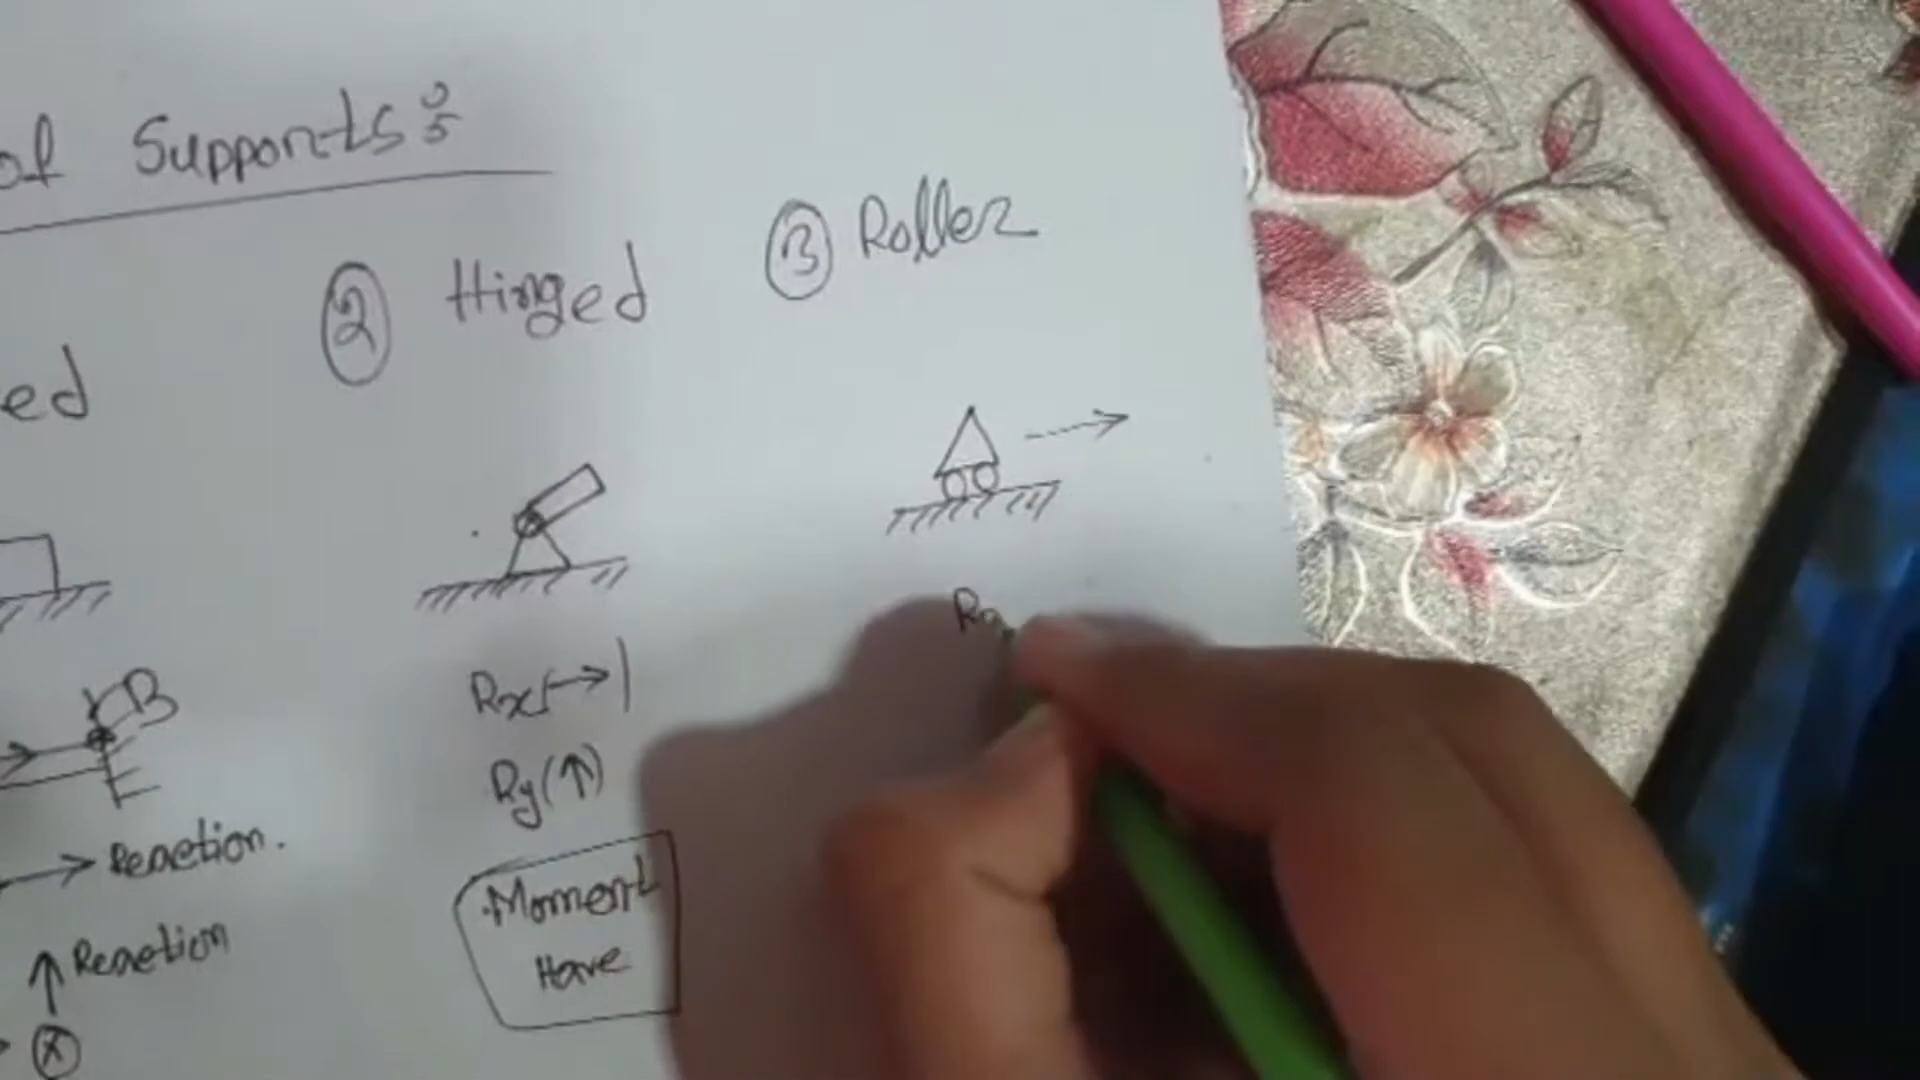 of Supports:
② Hinged
③ Roller
ed
Rx(→)
Ry(↑)
Moment
Have
B
→ Reaction.
↑ Reaction